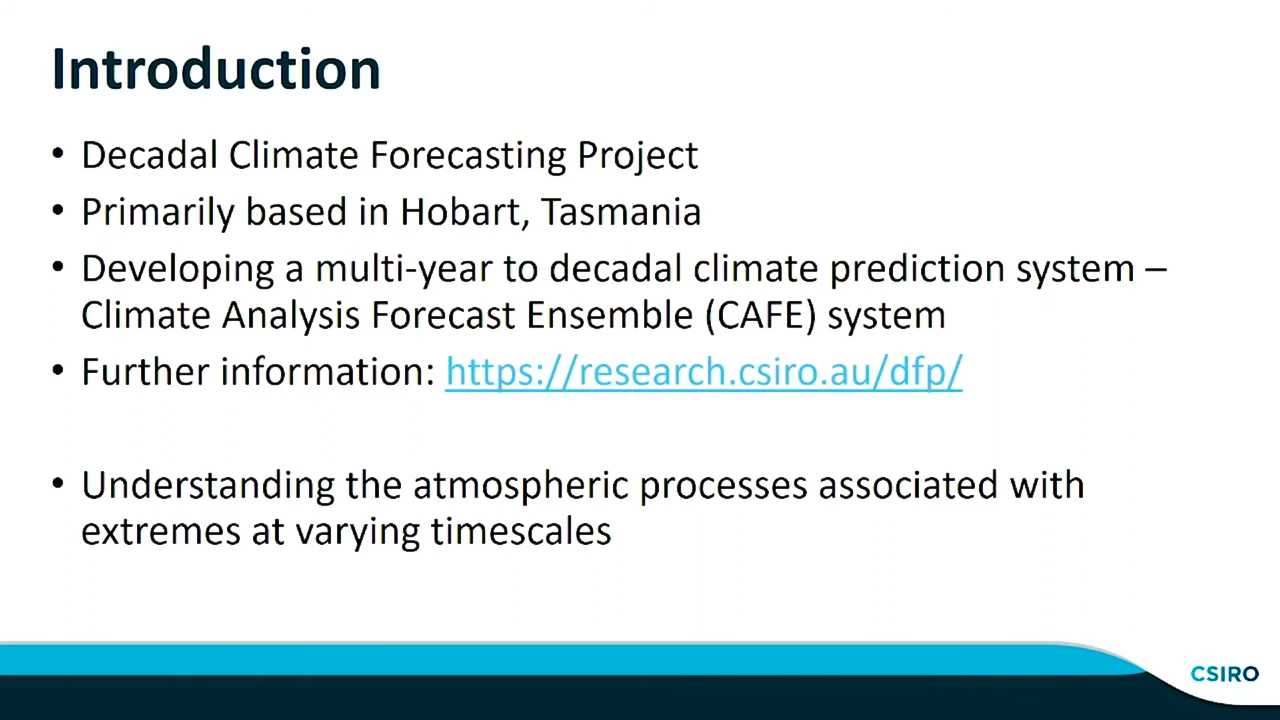 Introduction
• Decadal Climate Forecasting Project
• Primarily based in Hobart, Tasmania
• Developing a multi-year to decadal climate prediction system –
Climate Analysis Forecast Ensemble (CAFE) system
• Further information: https://research.csiro.au/dfp/
• Understanding the atmospheric processes associated with
extremes at varying timescales
CSIRO